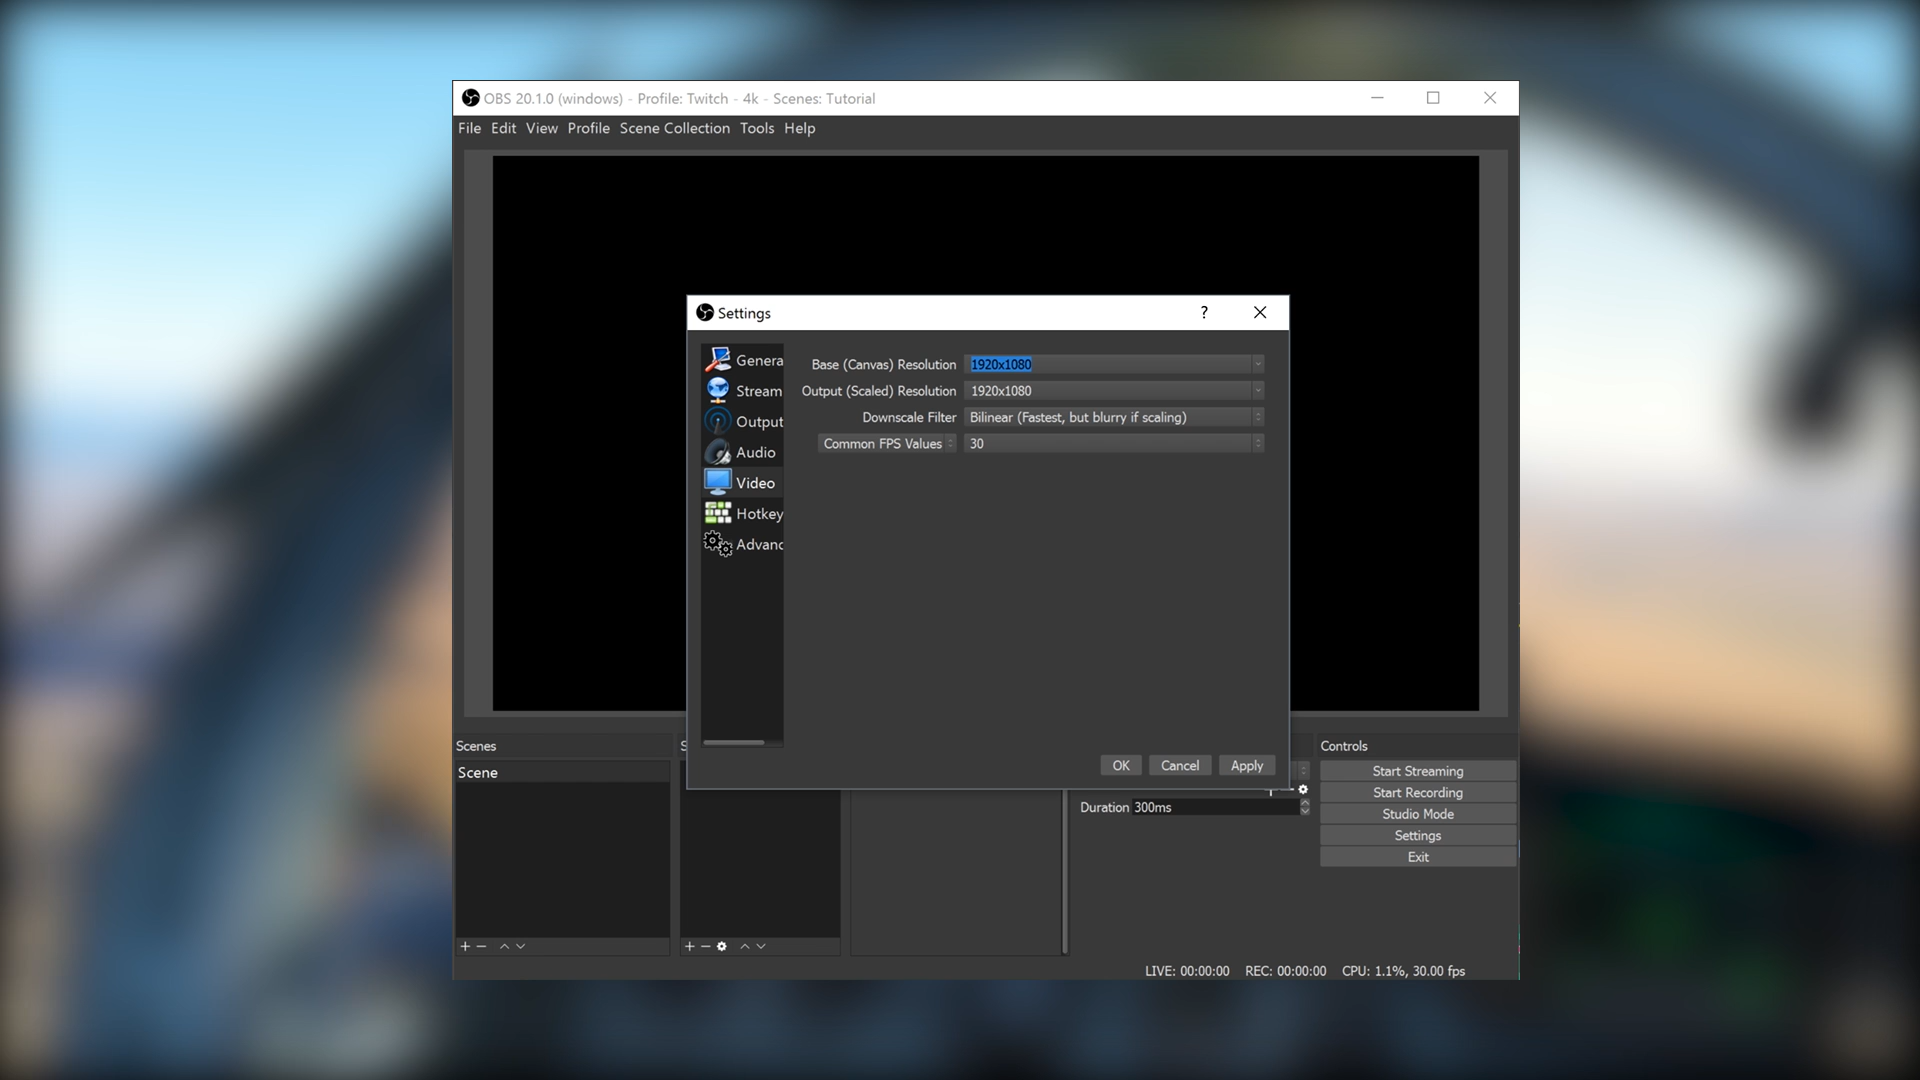 OBS 20.1.0 (windows) - Profile: Twitch - 4k - Scenes: Tutorial
File Edit View Profile Scene Collection Tools Help
Settings ?
Genera
Stream
Output
Audio
Video
Hotkey
Advanc
Base (Canvas) Resolution 1920x1080
Output (Scaled) Resolution 1920x1080
Downscale Filter Bilinear (Fastest, but blurry if scaling)
Common FPS Values 30
OK Cancel Apply
Scenes
S
Controls
Scene
Start Streaming
Start Recording
Studio Mode
Settings
Exit
Duration 300ms
LIVE: 00:00:00 REC: 00:00:00 CPU: 1.1%, 30.00 fps